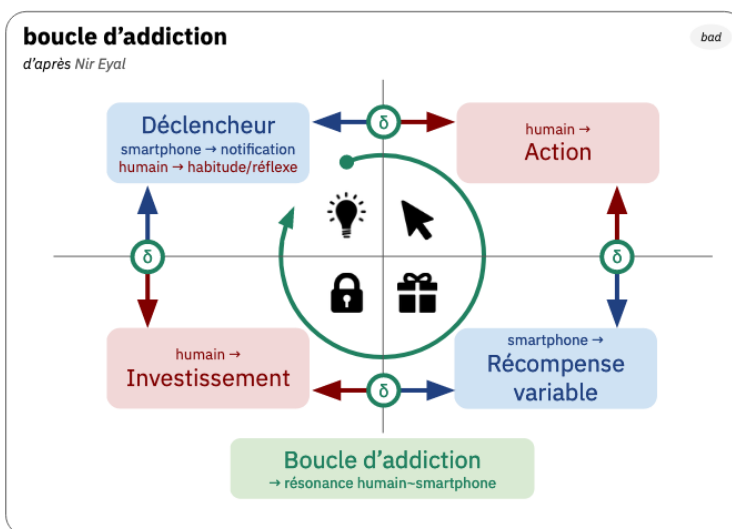 boucle d’addiction
d’après Nir Eyal
bad
Déclencheur
smartphone → notification
humain → habitude/réflexe
δ
humain →
Action
δ
δ
humain →
Investissement
smartphone →
Récompense
variable
δ
Boucle d’addiction
→ résonance humain~smartphone